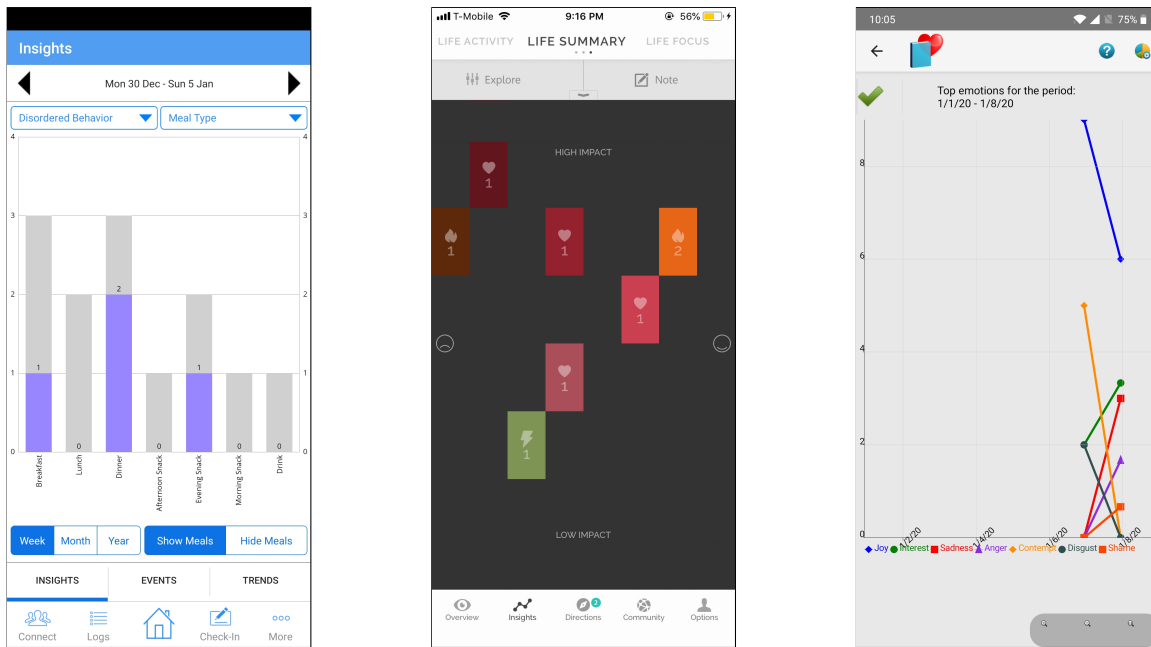 Insights
Mon 30 Dec - Sun 5 Jan
Disordered Behavior
Meal Type
4
4
3
3
2
2
1
1
0
0
1
0
2
0
1
0
0
Breakfast
Lunch
Dinner
Afternoon Snack
Evening Snack
Morning Snack
Drink
Week
Month
Year
Show Meals
Hide Meals
INSIGHTS
EVENTS
TRENDS
Connect
Logs
Check-In
More
T-Mobile
9:16 PM
56%
LIFE ACTIVITY
LIFE SUMMARY
LIFE FOCUS
Explore
Note
HIGH IMPACT
1
1
1
2
1
1
1
LOW IMPACT
2
Overview
Insights
Directions
Community
Options
10:05
75%
?
Top emotions for the period:
1/1/20 - 1/8/20
8
6
4
2
0
1/2/20
1/4/20
1/6/20
1/8/20
Joy
Interest
Sadness
Anger
Contempt
Disgust
Shame